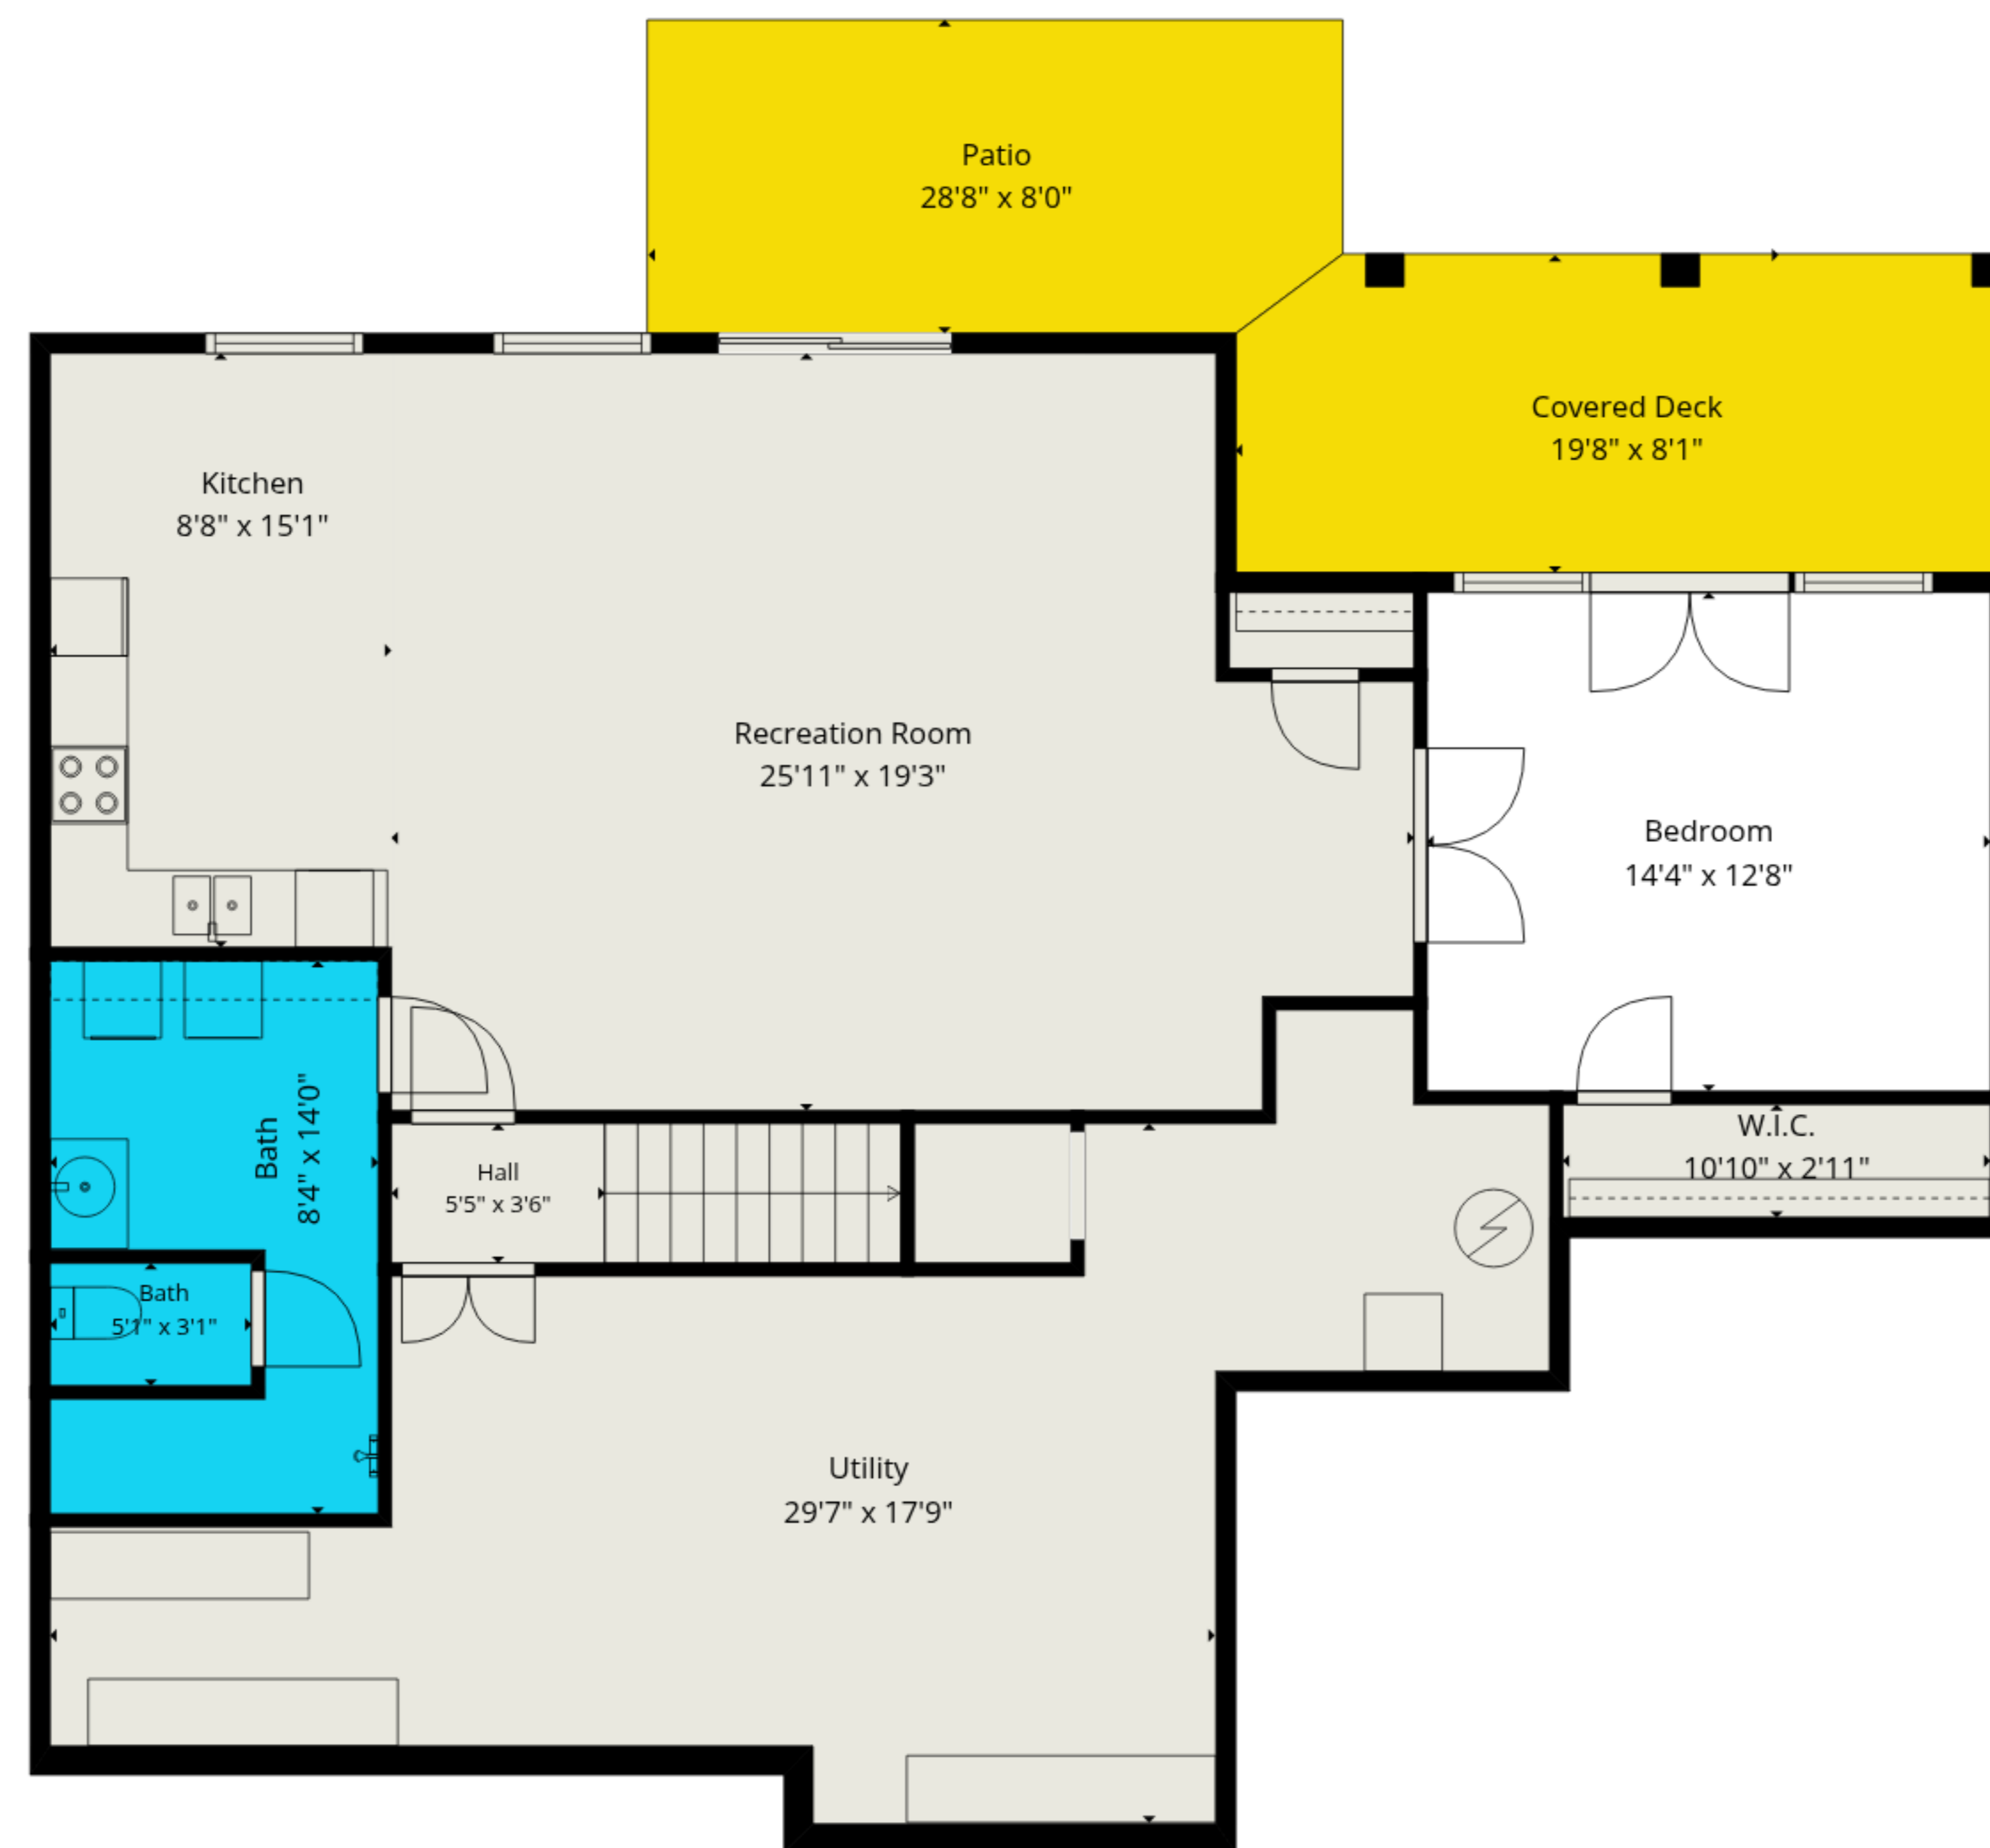 Patio
28'8" x 8'0"
Covered Deck
19'8" x 8'1"
Kitchen
8'8" x 15'1"
Recreation Room
25'11" x 19'3"
Bedroom
14'4" x 12'8"
Bath
8'4" x 14'0"
Hall
5'5" x 3'6"
W.I.C.
10'10" x 2'11"
Bath
5'1" x 3'1"
Utility
29'7" x 17'9"